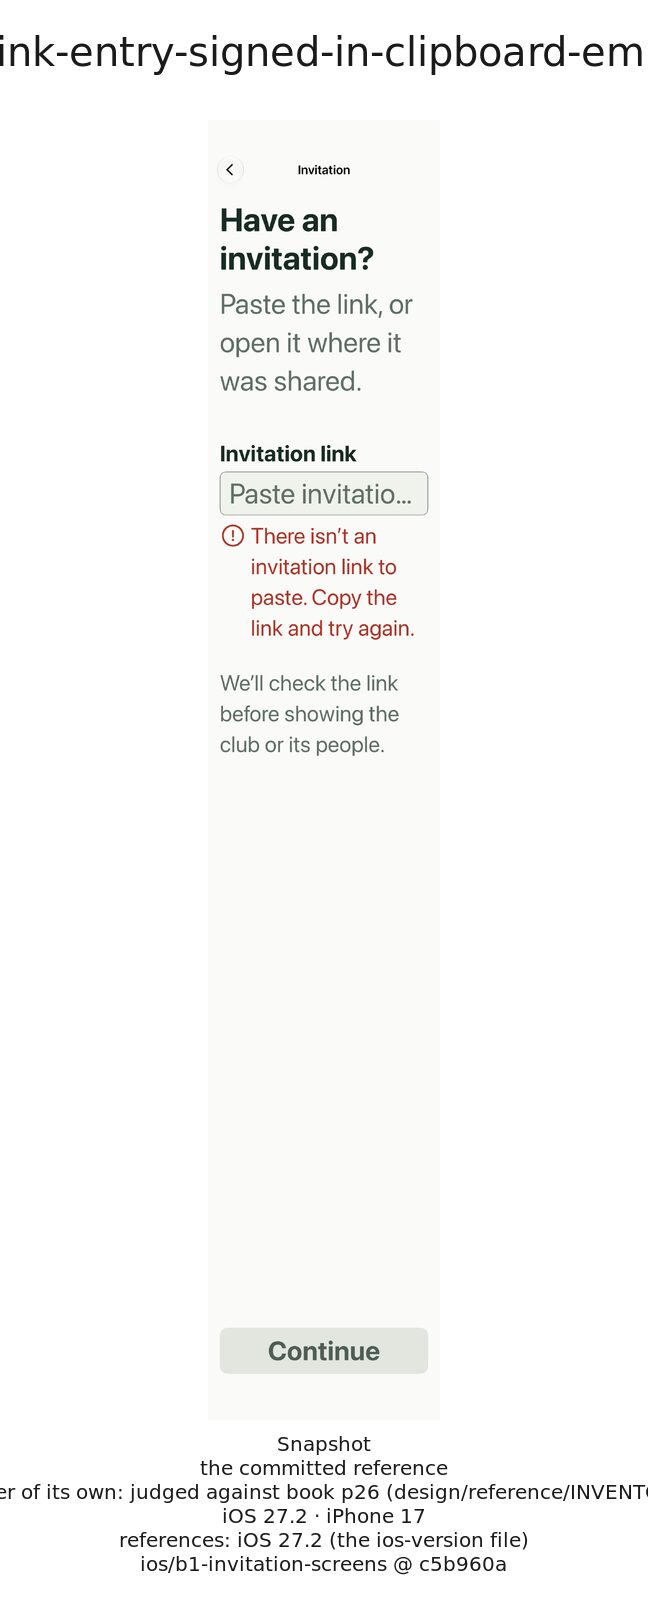 ink-entry-signed-in-clipboard-em
Invitation
Have an
invitation?
Paste the link, or
open it where it
was shared.
Invitation link
Paste invitatio…
There isn’t an
invitation link to
paste. Copy the
link and try again.
We’ll check the link
before showing the
club or its people.
Continue
Snapshot
the committed reference
er of its own: judged against book p26 (design/reference/INVENTO
iOS 27.2 · iPhone 17
references: iOS 27.2 (the ios-version file)
ios/b1-invitation-screens @ c5b960a